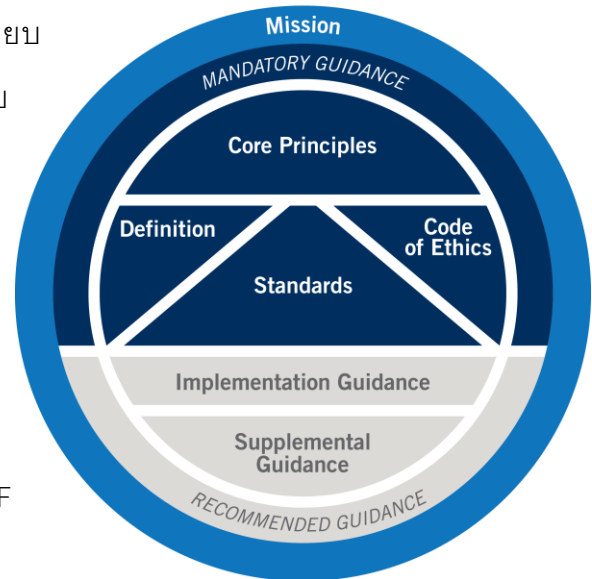 Mission
MANDATORY GUIDANCE
Core Principles
Definition
Code
of Ethics
Standards
Implementation Guidance
Supplemental
Guidance
RECOMMENDED GUIDANCE